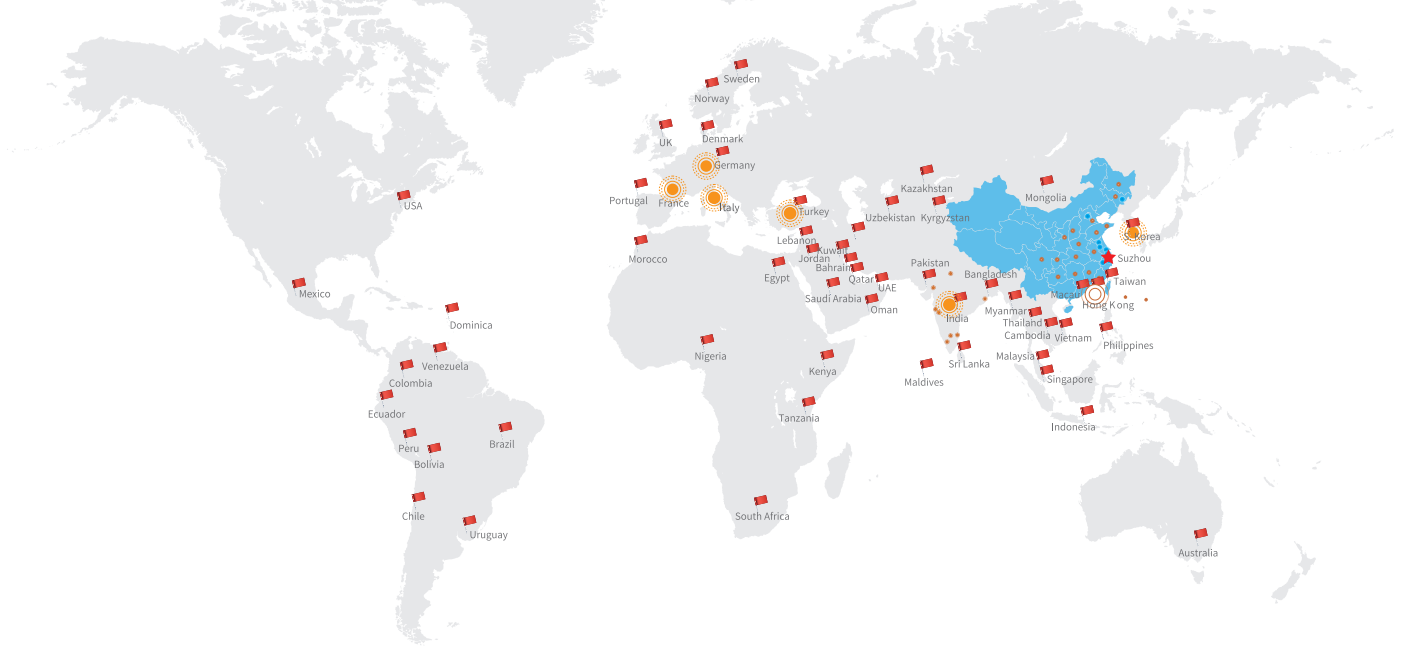 Sweden
Norway
Denmark
UK
Germany
Kazakhstan
Mongolia
Portugal
France
Italy
USA
Turkey
Uzbekistan
Kyrgyzstan
Lebanon
S. Korea
Kuwait
Jordan
Morocco
Suzhou
Pakistan
Bahrain
Bangladesh
Egypt
Qatar
Taiwan
UAE
Mexico
Saudi Arabia
Macau
Hong Kong
Oman
Myanmar
India
Dominica
Thailand
Cambodia
Vietnam
Philippines
Nigeria
Malaysia
Venezuela
Kenya
Sri Lanka
Colombia
Maldives
Singapore
Ecuador
Tanzania
Indonesia
Brazil
Peru
Bolivia
Chile
South Africa
Uruguay
Australia